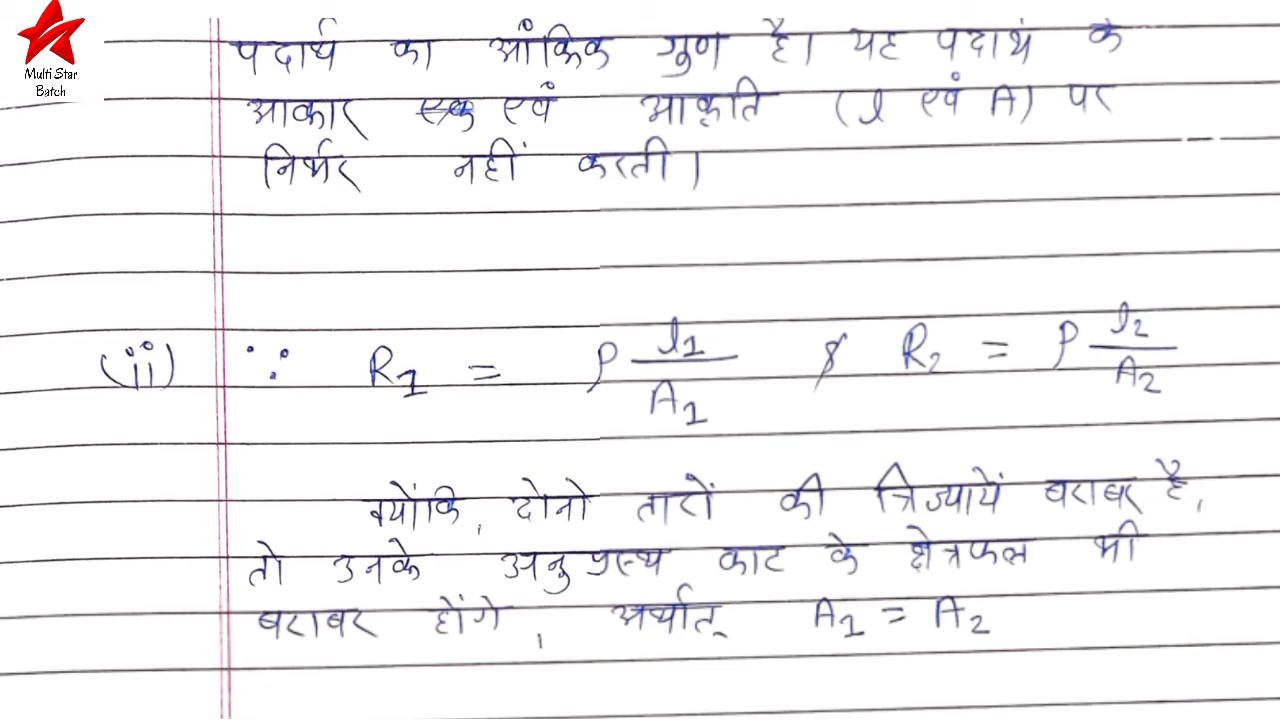 Multi Star
Batch
पदार्थ का आंकिक गुण है। यह पदार्थ के
आकार एवं आकृति (l एवं A) पर
निर्भर नहीं करती।
(ii) ∵ R₁ = ρ l₁/A₁ & R₂ = ρ l₂/A₂
क्योंकि, दोनो तारों की त्रिज्यायें बराबर है,
तो उनके अनुप्रस्थ काट के क्षेत्रफल भी
बराबर होंगे, अर्थात् A₁ = A₂